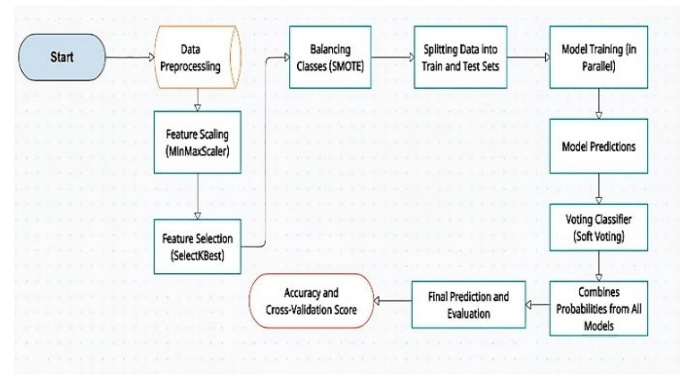 Start
Data
Preprocessling
Feature Scaling
(MinMaxScaler)
Feature Selection
(SelectKBest)
Balancing
Classes (SMOTE)
Splitting Data into
Train and Test Sets
Model Training (in
Parallel)
Model Predictions
Voting Classifier
(Soft Voting)
Combines
Probabilities from All
Models
Final Prediction and
Evaluation
Accuracy and
Cross-Validation Score